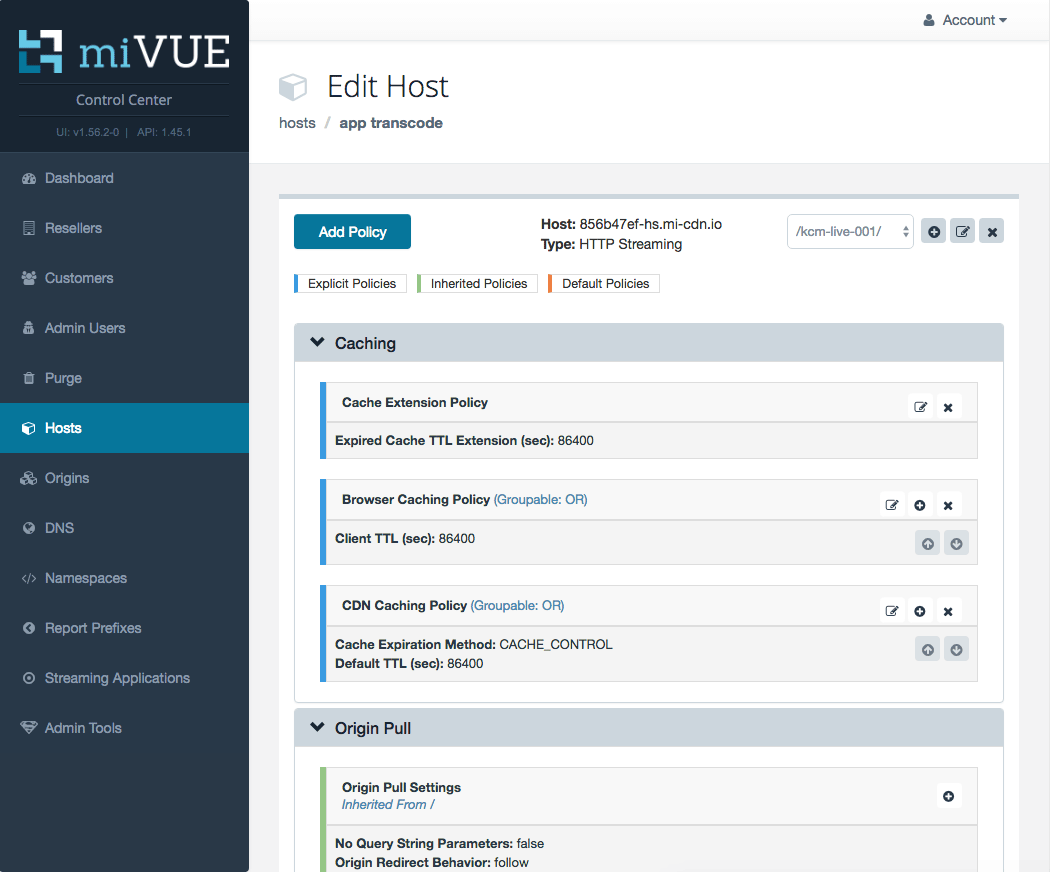 miVUE
Control Center
UI: v1.56.2-0 | API: 1.45.1
Dashboard
Resellers
Customers
Admin Users
Purge
Hosts
Origins
DNS
Namespaces
Report Prefixes
Streaming Applications
Admin Tools
Account
Edit Host
hosts / app transcode
Add Policy
Host: 856b47ef-hs.mi-cdn.io
Type: HTTP Streaming
/kcm-live-001/
Explicit Policies
Inherited Policies
Default Policies
Caching
Cache Extension Policy
Expired Cache TTL Extension (sec): 86400
Browser Caching Policy (Groupable: OR)
Client TTL (sec): 86400
CDN Caching Policy (Groupable: OR)
Cache Expiration Method: CACHE_CONTROL
Default TTL (sec): 86400
Origin Pull
Origin Pull Settings
Inherited From /
No Query String Parameters: false
Origin Redirect Behavior: follow